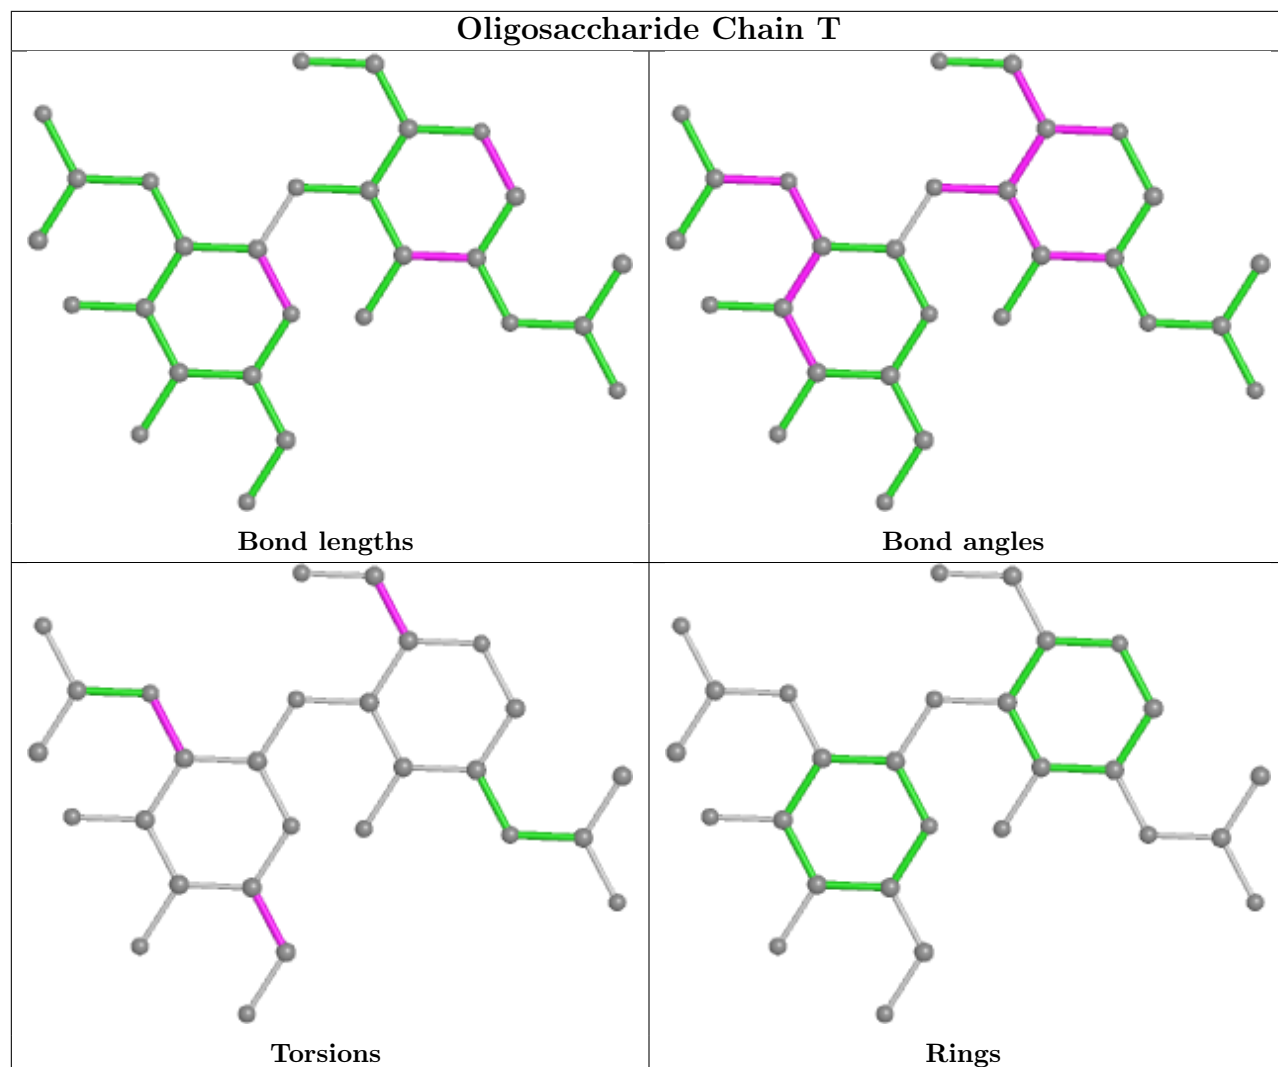 Oligosaccharide Chain T
Bond lengths
Bond angles
Torsions
Rings